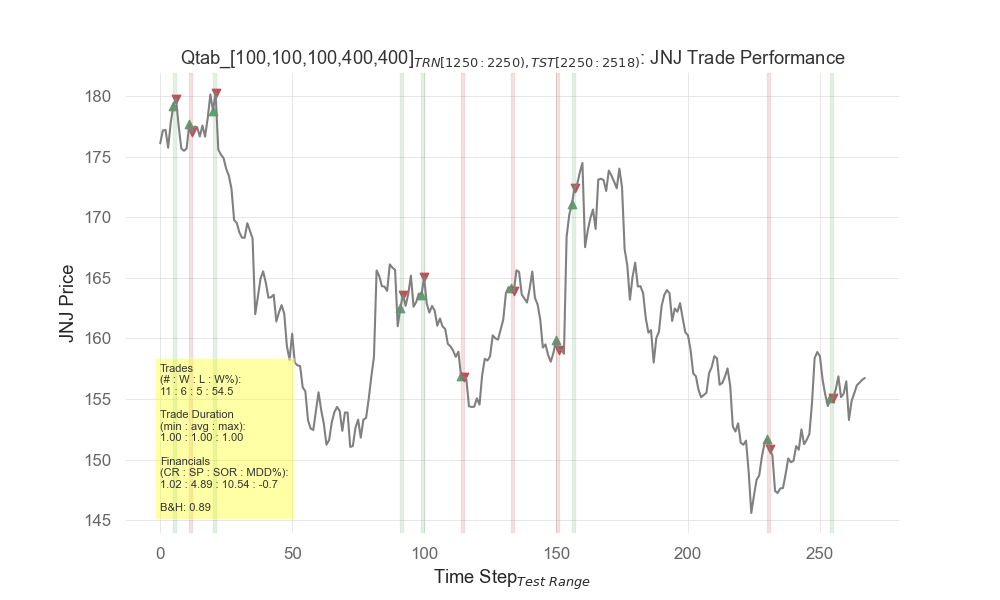 Qtab_[100,100,100,400,400]TRN[1250:2250),TST[2250:2518): JNJ Trade Performance
JNJ Price
180
175
170
165
160
155
150
145
Trades
(# : W : L : W%):
11 : 6 : 5 : 54.5
Trade Duration
(min : avg : max):
1.00 : 1.00 : 1.00
Financials
(CR : SP : SOR : MDD%):
1.02 : 4.89 : 10.54 : -0.7
B&H: 0.89
0 50 100 150 200 250
Time StepTest Range